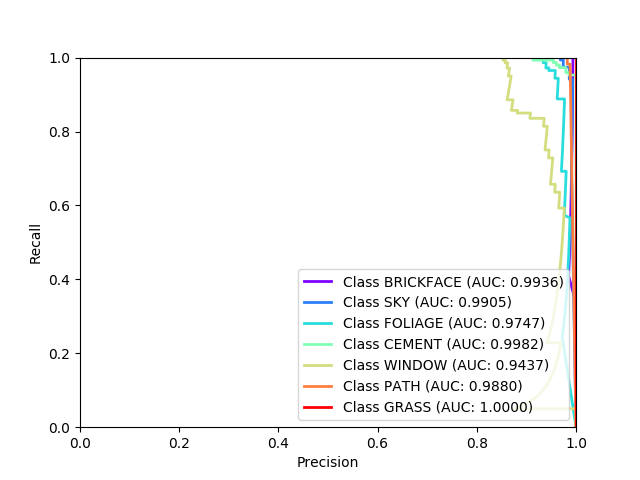 1.0
0.8
0.6
0.4
0.2
0.0
Recall
Class BRICKFACE (AUC: 0.9936)
Class SKY (AUC: 0.9905)
Class FOLIAGE (AUC: 0.9747)
Class CEMENT (AUC: 0.9982)
Class WINDOW (AUC: 0.9437)
Class PATH (AUC: 0.9880)
Class GRASS (AUC: 1.0000)
0.0 0.2 0.4 0.6 0.8 1.0
Precision